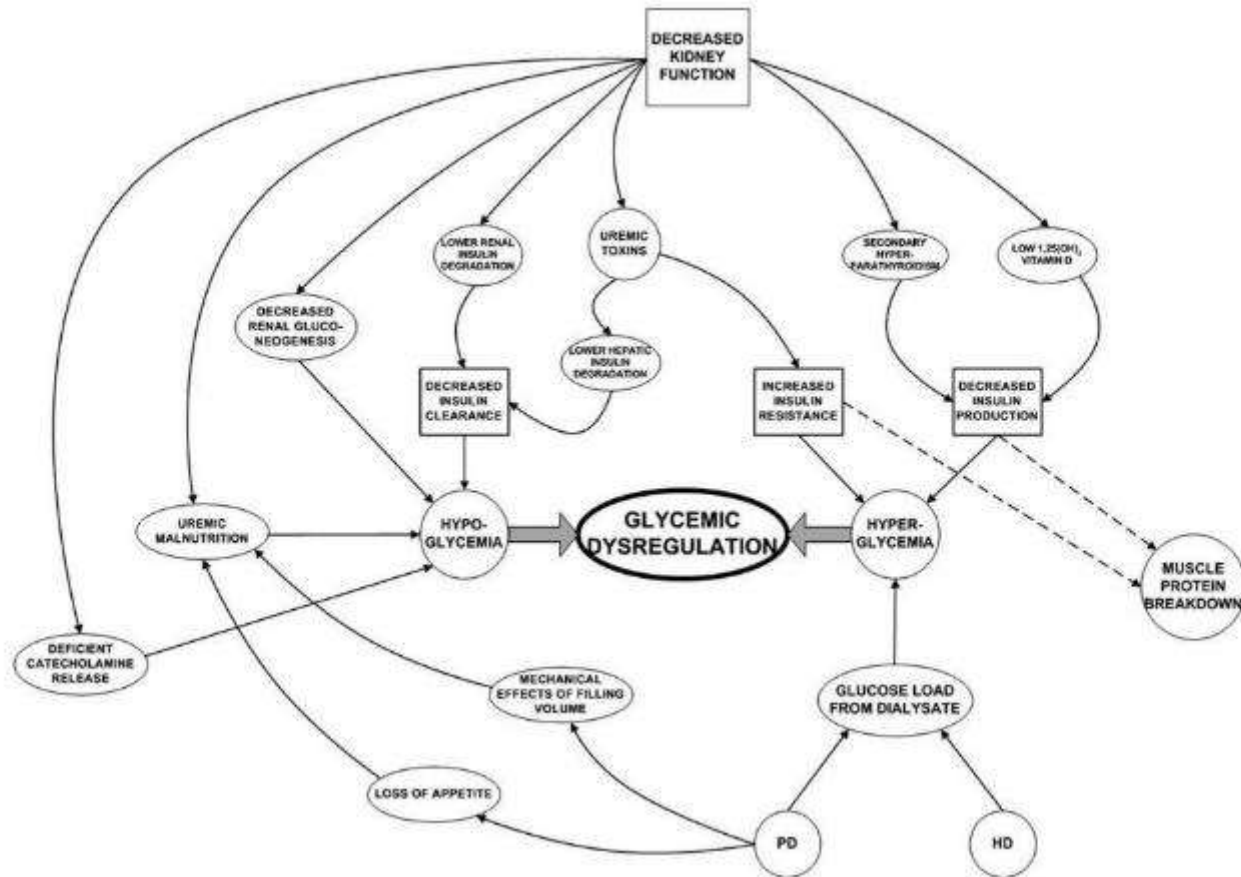 DECREASED
KIDNEY
FUNCTION
LOWER RENAL
INSULIN
DEGRADATION
UREMIC
TOXINS
SECONDARY
HYPER-
PARATHYROIDISM
LOW 1,25(OH)2
VITAMIN D
DECREASED
RENAL GLUCO-
NEOGENESIS
LOWER HEPATIC
INSULIN
DEGRADATION
DECREASED
INSULIN
CLEARANCE
INCREASED
INSULIN
RESISTANCE
DECREASED
INSULIN
PRODUCTION
UREMIC
MALNUTRITION
HYPO-
GLYCEMIA
GLYCEMIC
DYSREGULATION
HYPER-
GLYCEMIA
MUSCLE
PROTEIN
BREAKDOWN
DEFICIENT
CATECHOLAMINE
RELEASE
MECHANICAL
EFFECTS OF FILLING
VOLUME
GLUCOSE LOAD
FROM DIALYSATE
LOSS OF APPETITE
PD
HD